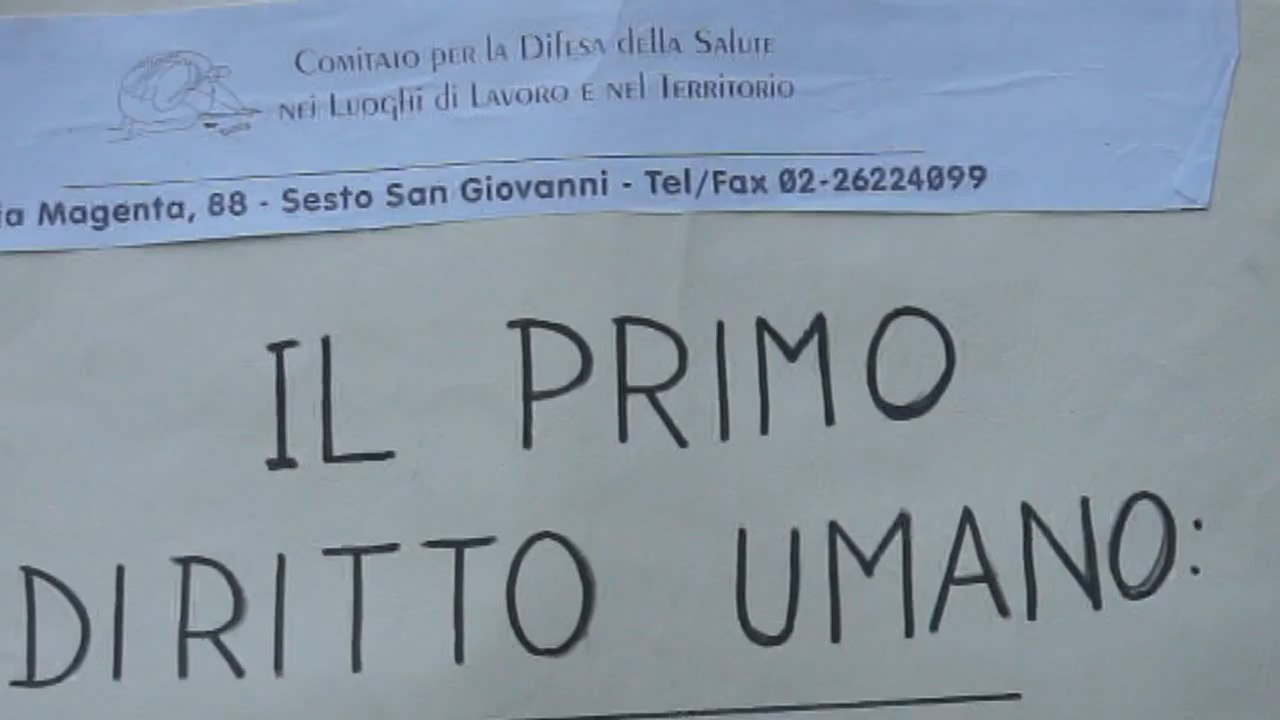 Comitato per la Difesa della Salute
nei Luoghi di Lavoro e nel Territorio
ia Magenta, 88 - Sesto San Giovanni - Tel/Fax 02-26224099
IL PRIMO
DIRITTO UMANO: